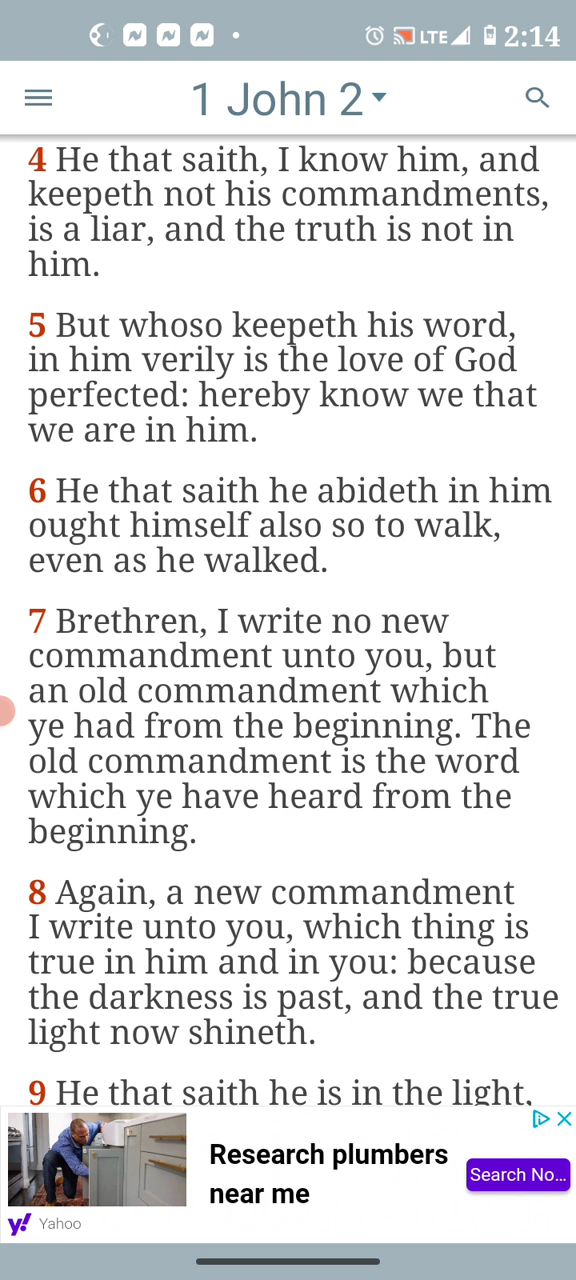 LTE 2:14
1 John 2
4 He that saith, I know him, and
keepeth not his commandments,
is a liar, and the truth is not in
him.
5 But whoso keepeth his word,
in him verily is the love of God
perfected: hereby know we that
we are in him.
6 He that saith he abideth in him
ought himself also so to walk,
even as he walked.
7 Brethren, I write no new
commandment unto you, but
an old commandment which
ye had from the beginning. The
old commandment is the word
which ye have heard from the
beginning.
8 Again, a new commandment
I write unto you, which thing is
true in him and in you: because
the darkness is past, and the true
light now shineth.
9 He that saith he is in the light,
Research plumbers
near me
Search No...
y! Yahoo